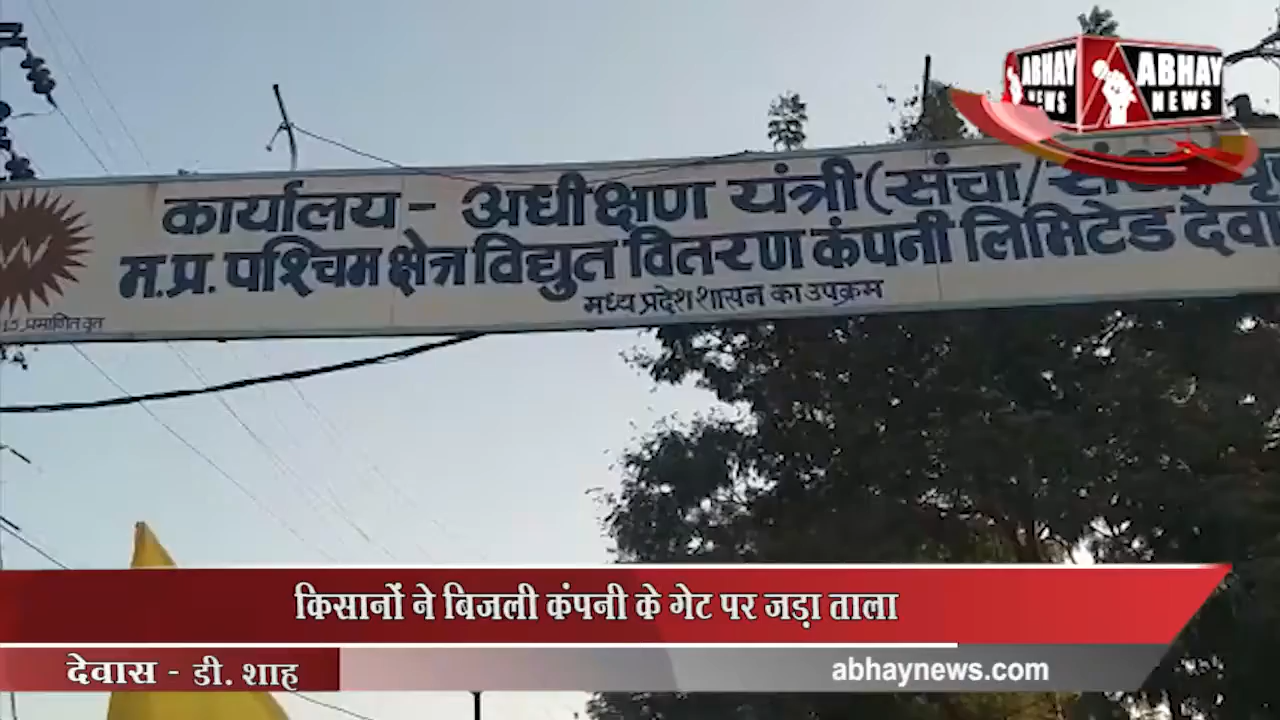 ABHAY NEWS
ABHAY NEWS
कार्यालय - अधीक्षण यंत्री (संचा/
म.प्र. पश्चिम क्षेत्र विद्युत वितरण कंपनी लिमिटेड देवा
मध्य प्रदेश शासन का उपक्रम
प्रमाणित वृत
किसानों ने बिजली कंपनी के गेट पर जड़ा ताला
देवास - डी. शाह
abhaynews.com